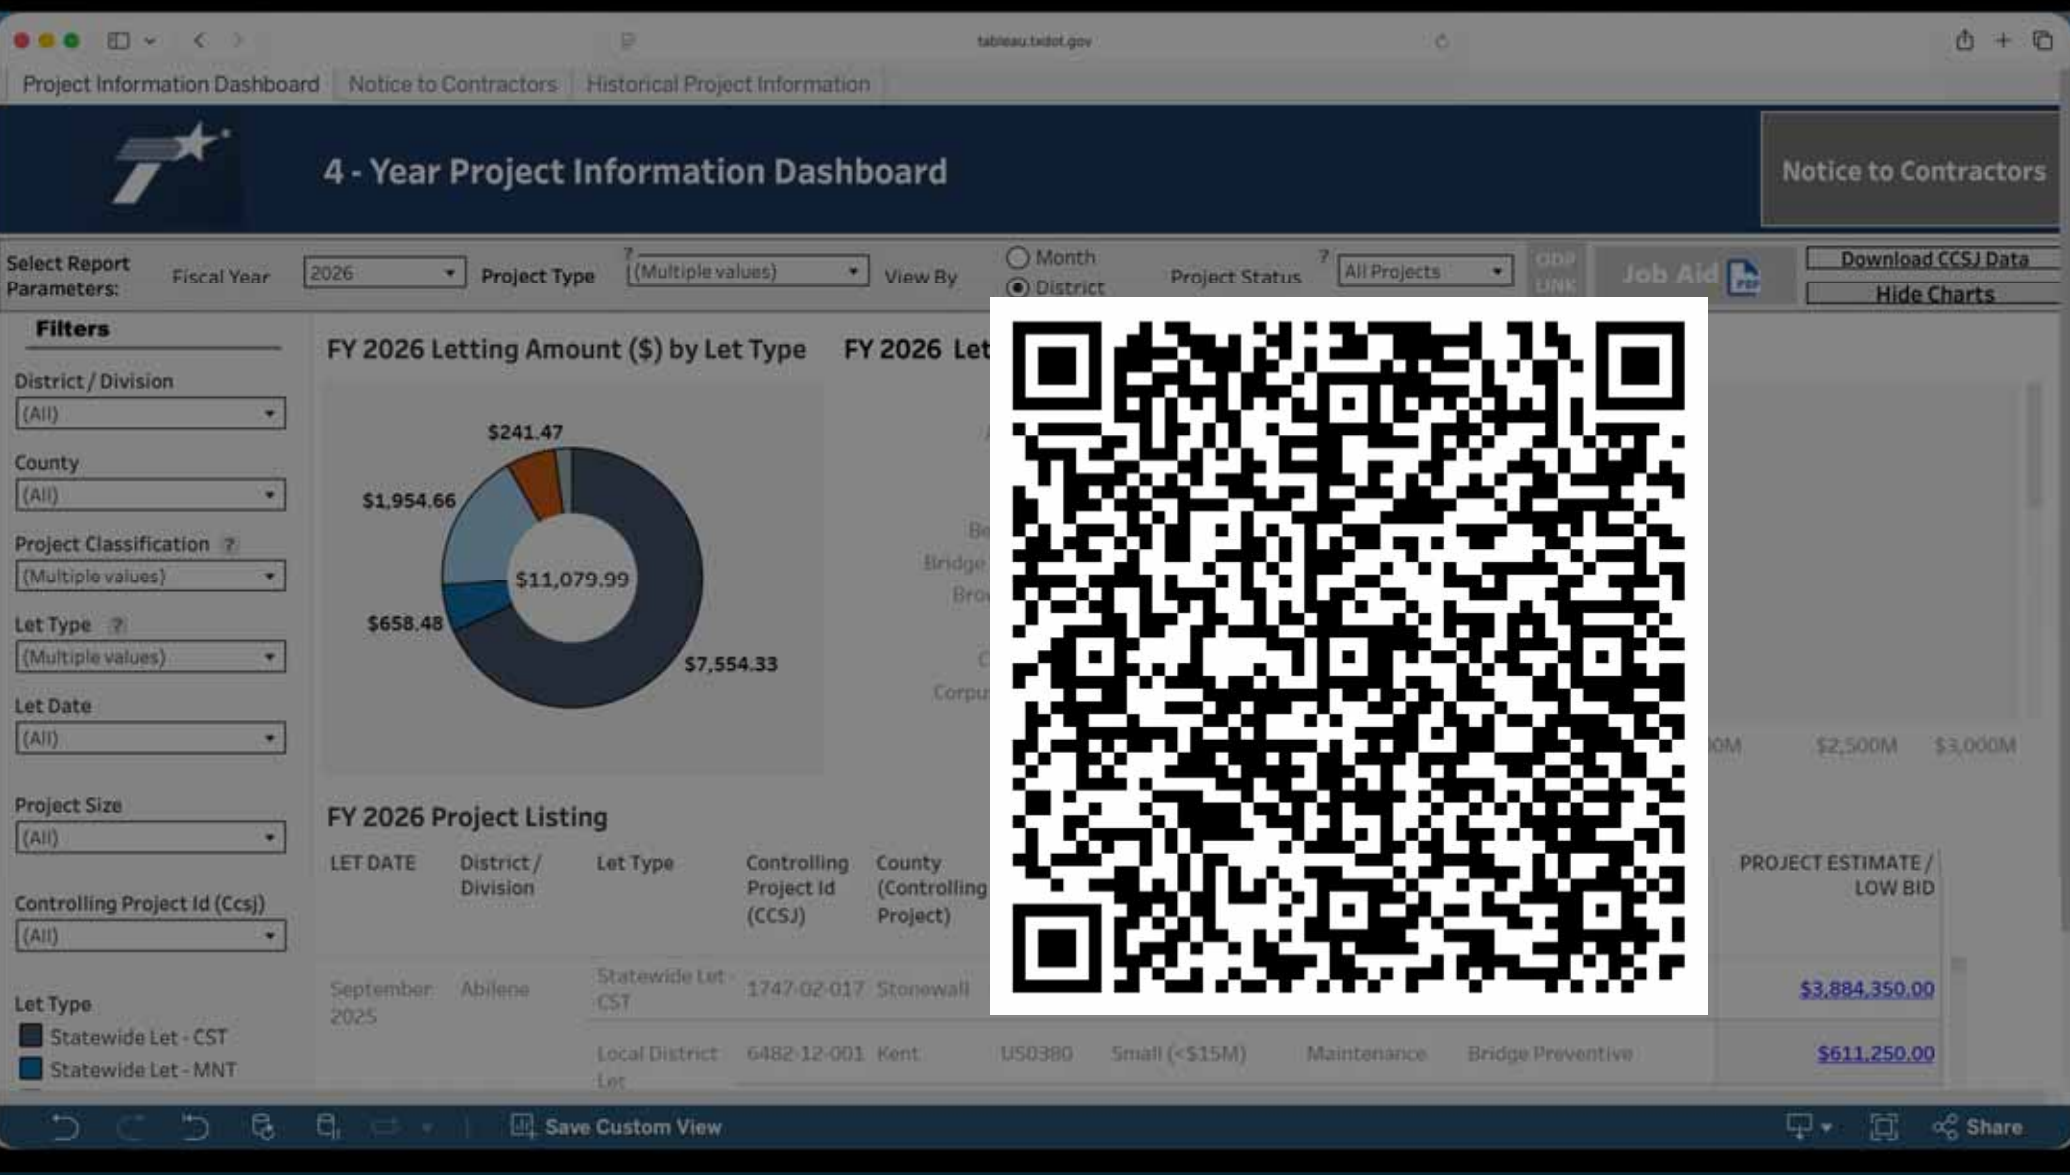 tableau.txdot.gov
Project Information Dashboard
Notice to Contractors
Historical Project Information
4 - Year Project Information Dashboard
Notice to Contractors
Select Report
Parameters:
Fiscal Year
2026
Project Type
?
(Multiple values)
View By
Month
District
Project Status
?
All Projects
LINK
Job Aid
PDF
Download CCSJ Data
Hide Charts
Filters
District / Division
(All)
County
(All)
Project Classification ?
(Multiple values)
Let Type ?
(Multiple values)
Let Date
(All)
Project Size
(All)
Controlling Project Id (Ccsj)
(All)
Let Type
Statewide Let - CST
Statewide Let - MNT
FY 2026 Letting Amount ($) by Let Type
$241.47
$1,954.66
$11,079.99
$658.48
$7,554.33
FY 2026 Let
Be
Bridge
Bro
C
Corpu
0M
$2,500M
$3,000M
FY 2026 Project Listing
LET DATE
District /
Division
Let Type
Controlling
Project Id
(CCSJ)
County
(Controlling
Project)
PROJECT ESTIMATE /
LOW BID
September
2025
Abilene
Statewide Let -
CST
1747-02-017
Stonewall
$3,884,350.00
Local District
Let
6482-12-001
Kent
US0380
Small (<$15M)
Maintenance
Bridge Preventive
$611,250.00
Save Custom View
Share